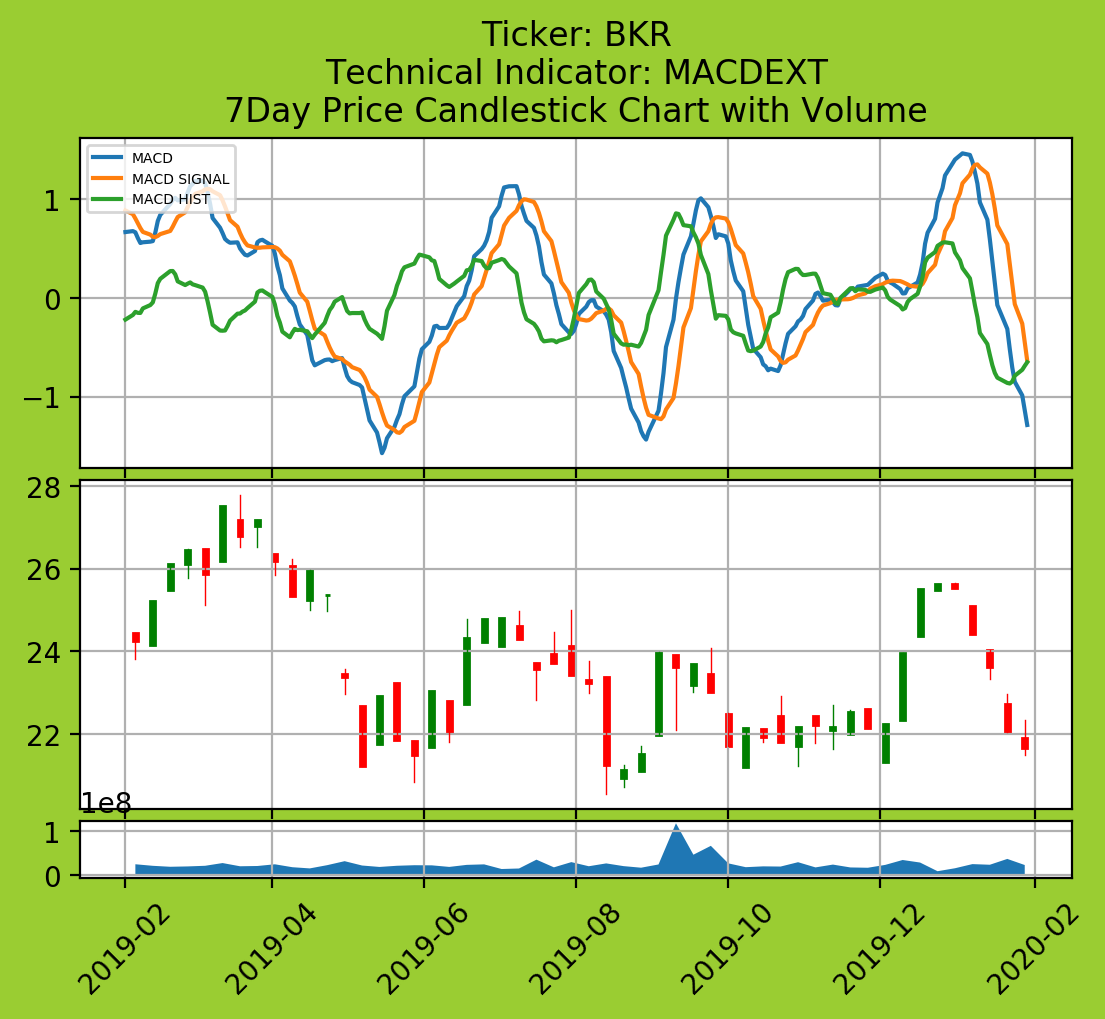 Ticker: BKR
Technical Indicator: MACDEXT
7Day Price Candlestick Chart with Volume
MACD
MACD SIGNAL
MACD HIST
1
0
−1
28
26
24
22
1e8
1
0
2019-02
2019-04
2019-06
2019-08
2019-10
2019-12
2020-02